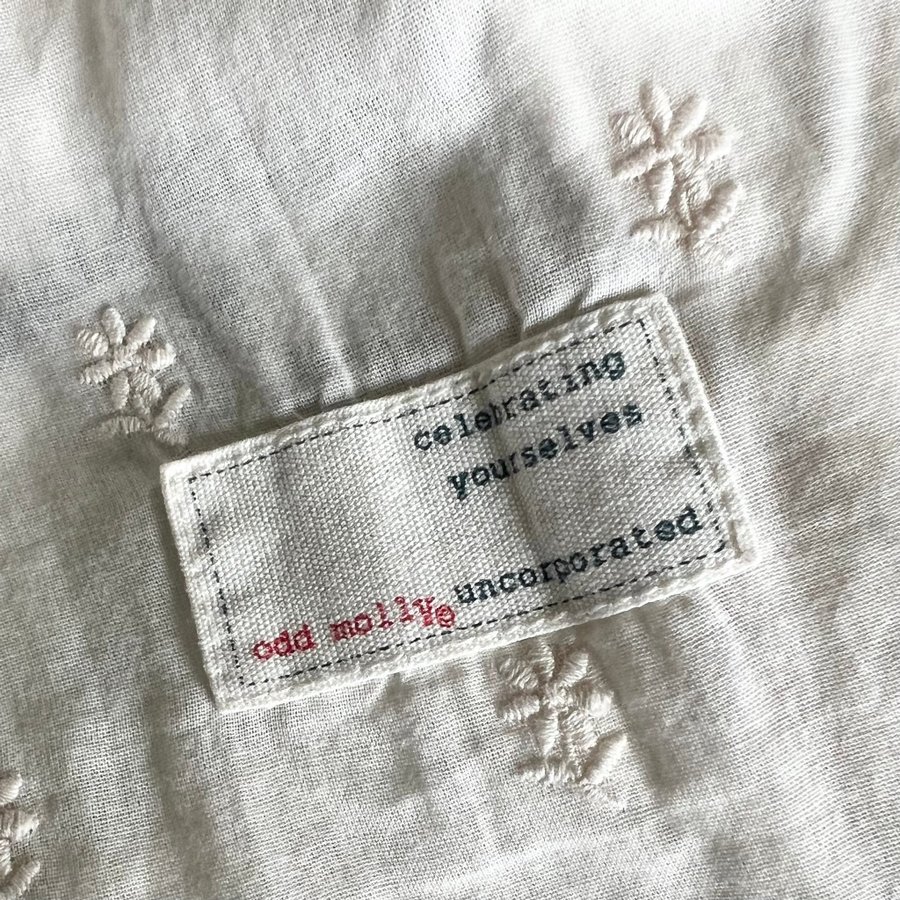 celebrating
yourselves
odd molly® uncorporated